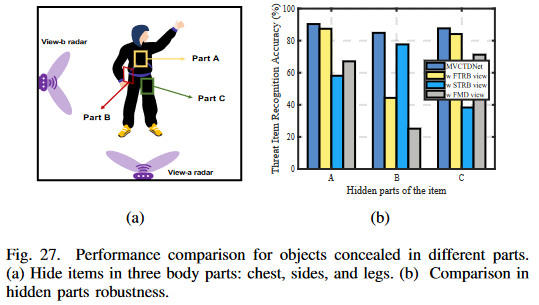 View-b radar
Part A
Part C
Part B
View-a radar
(a)
Threat Item Recognition Accuracy (%)
100
80
60
40
20
0
MVCTDNet
w FTRB view
w STRB view
w FMD view
A B C
Hidden parts of the item
(b)
Fig. 27. Performance comparison for objects concealed in different parts.
(a) Hide items in three body parts: chest, sides, and legs. (b) Comparison in
hidden parts robustness.